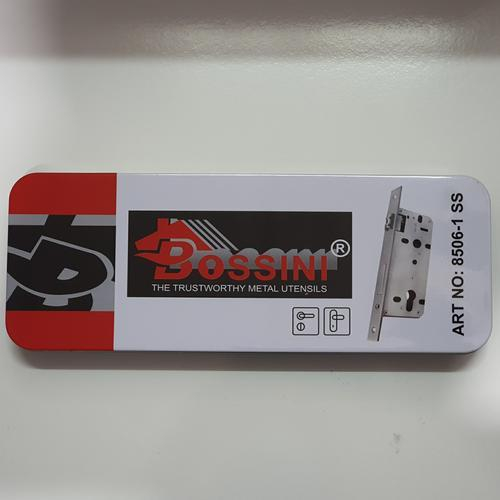 BOSSINI®
THE TRUSTWORTHY METAL UTENSILS
ART NO: 8506-1 SS